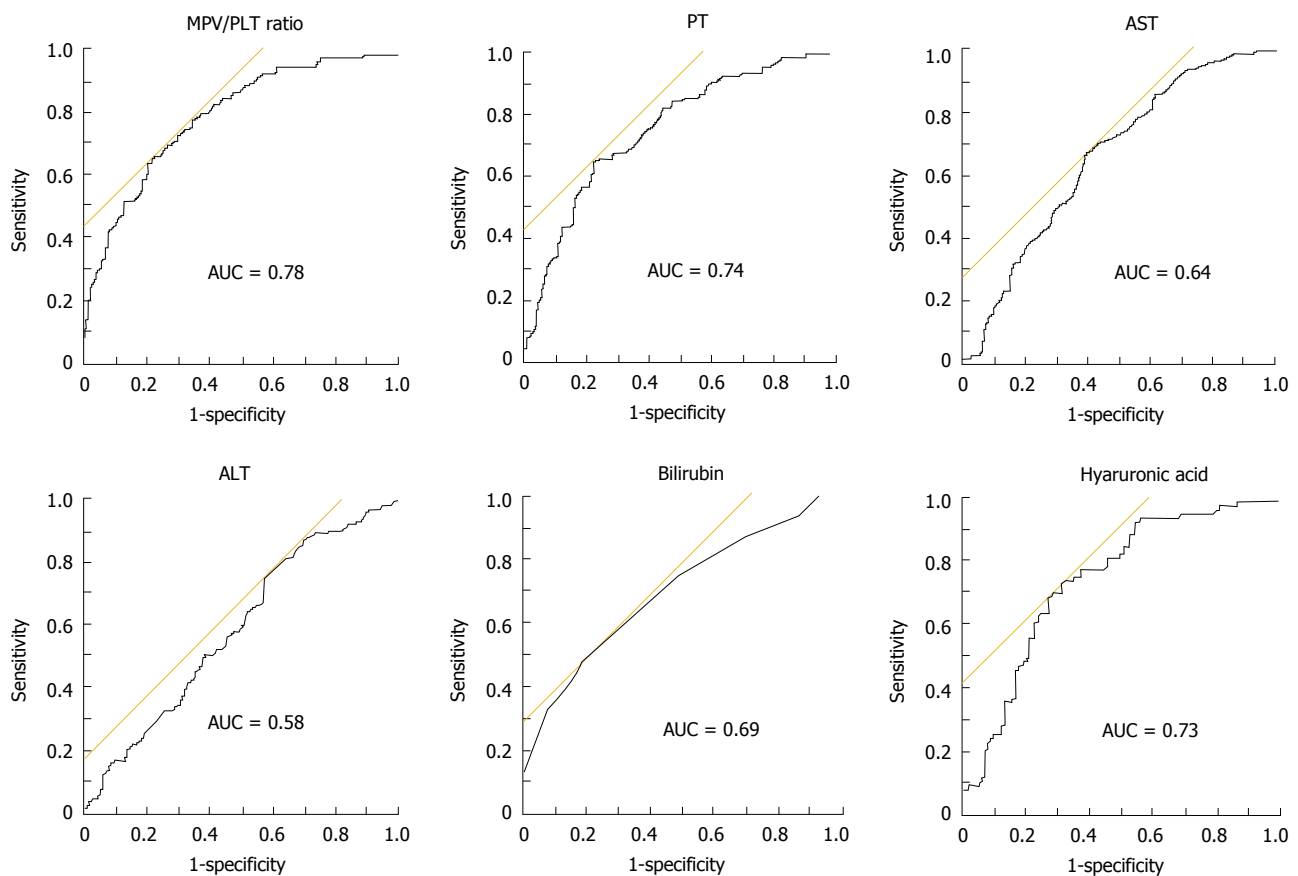 MPV/PLT ratio
1.0
0.8
0.6
0.4
0.2
0
Sensitivity
AUC = 0.78
0 0.2 0.4 0.6 0.8 1.0
1-specificity
PT
1.0
0.8
0.6
0.4
0.2
0
Sensitivity
AUC = 0.74
0 0.2 0.4 0.6 0.8 1.0
1-specificity
AST
1.0
0.8
0.6
0.4
0.2
0
Sensitivity
AUC = 0.64
0 0.2 0.4 0.6 0.8 1.0
1-specificity
ALT
1.0
0.8
0.6
0.4
0.2
0
Sensitivity
AUC = 0.58
0 0.2 0.4 0.6 0.8 1.0
1-specificity
Bilirubin
1.0
0.8
0.6
0.4
0.2
0
Sensitivity
AUC = 0.69
0 0.2 0.4 0.6 0.8 1.0
1-specificity
Hyaruronic acid
1.0
0.8
0.6
0.4
0.2
0
Sensitivity
AUC = 0.73
0 0.2 0.4 0.6 0.8 1.0
1-specificity